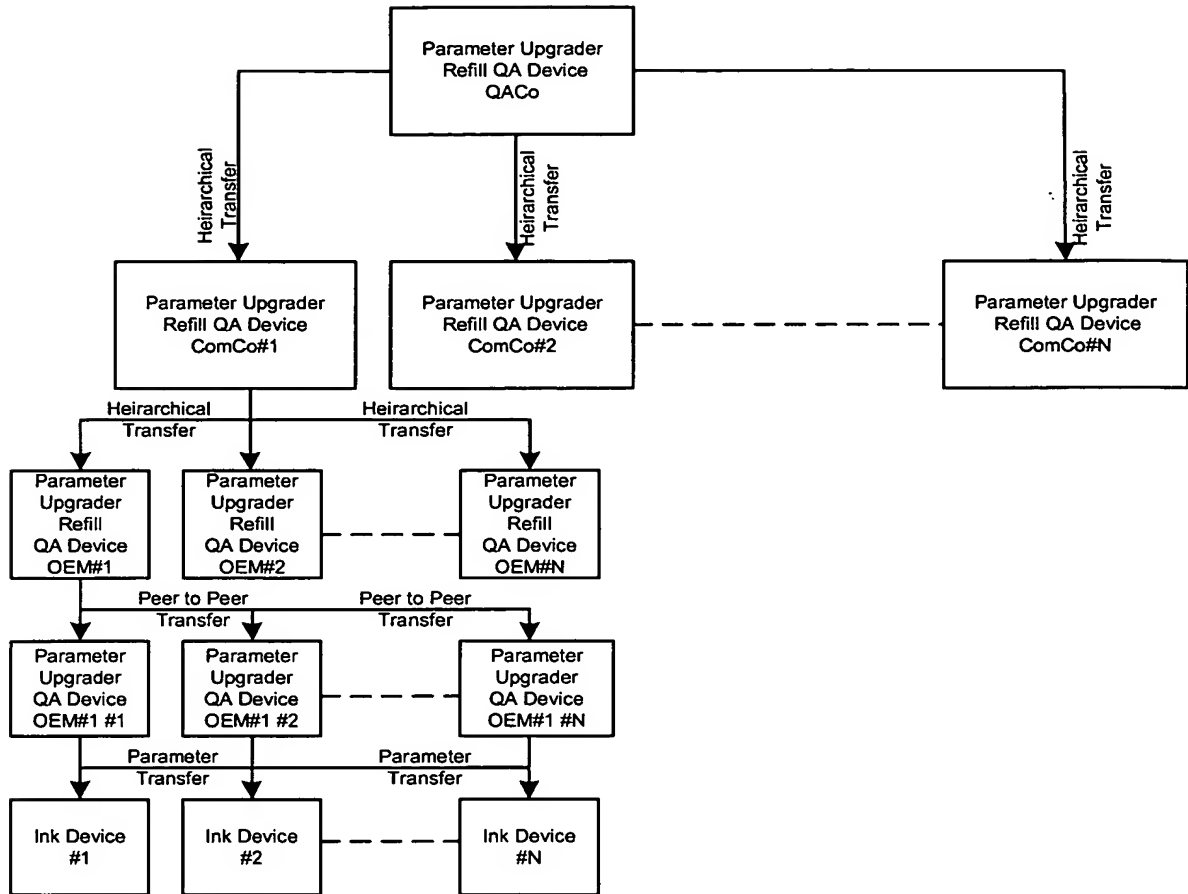 Parameter Upgrader
Refill QA Device
QACo
Heirarchical
Transfer
Heirarchical
Transfer
Heirarchical
Transfer
Parameter Upgrader
Refill QA Device
ComCo#1
Parameter Upgrader
Refill QA Device
ComCo#2
Parameter Upgrader
Refill QA Device
ComCo#N
Heirarchical
Transfer
Heirarchical
Transfer
Parameter
Upgrader
Refill
QA Device
OEM#1
Parameter
Upgrader
Refill
QA Device
OEM#2
Parameter
Upgrader
Refill
QA Device
OEM#N
Peer to Peer
Transfer
Peer to Peer
Transfer
Parameter
Upgrader
QA Device
OEM#1 #1
Parameter
Upgrader
QA Device
OEM#1 #2
Parameter
Upgrader
QA Device
OEM#1 #N
Parameter
Transfer
Parameter
Transfer
Ink Device
#1
Ink Device
#2
Ink Device
#N